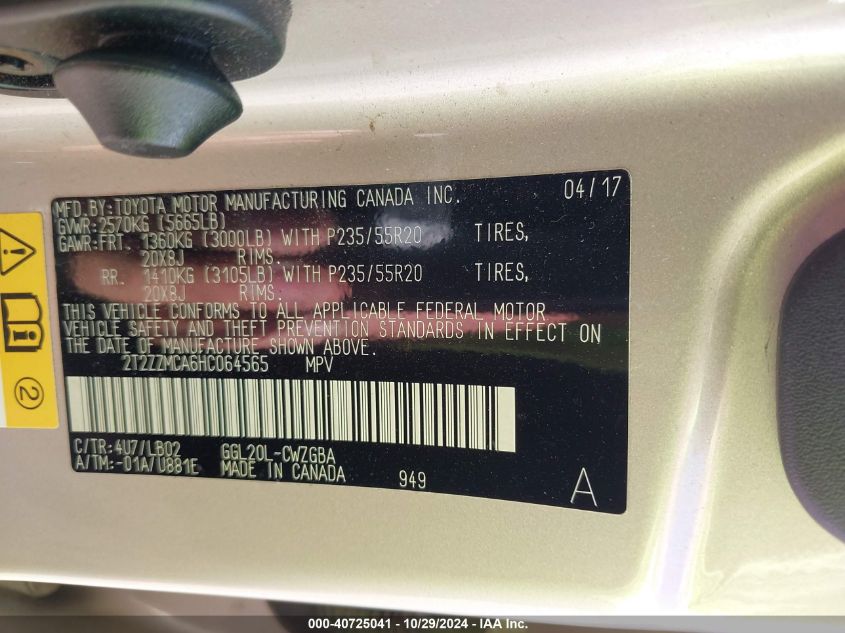 MFD.BY:TOYOTA MOTOR MANUFACTURING CANADA INC. 04/17
GVWR:2570KG (5665LB)
GAWR:FRT. 1360KG (3000LB) WITH P235/55R20 TIRES,
20X8J RIMS.
RR. 1410KG (3105LB) WITH P235/55R20 TIRES,
20X8J RIMS.
THIS VEHICLE CONFORMS TO ALL APPLICABLE FEDERAL MOTOR
VEHICLE SAFETY AND THEFT PREVENTION STANDARDS IN EFFECT ON
THE DATE OF MANUFACTURE SHOWN ABOVE.
2T2ZZMCA6HC064565 MPV
C/TR:4U7/LB02 GGL20L-CWZGBA
A/TM:-01A/U881E MADE IN CANADA 949 A
2
000-40725041 - 10/29/2024 - IAA Inc.